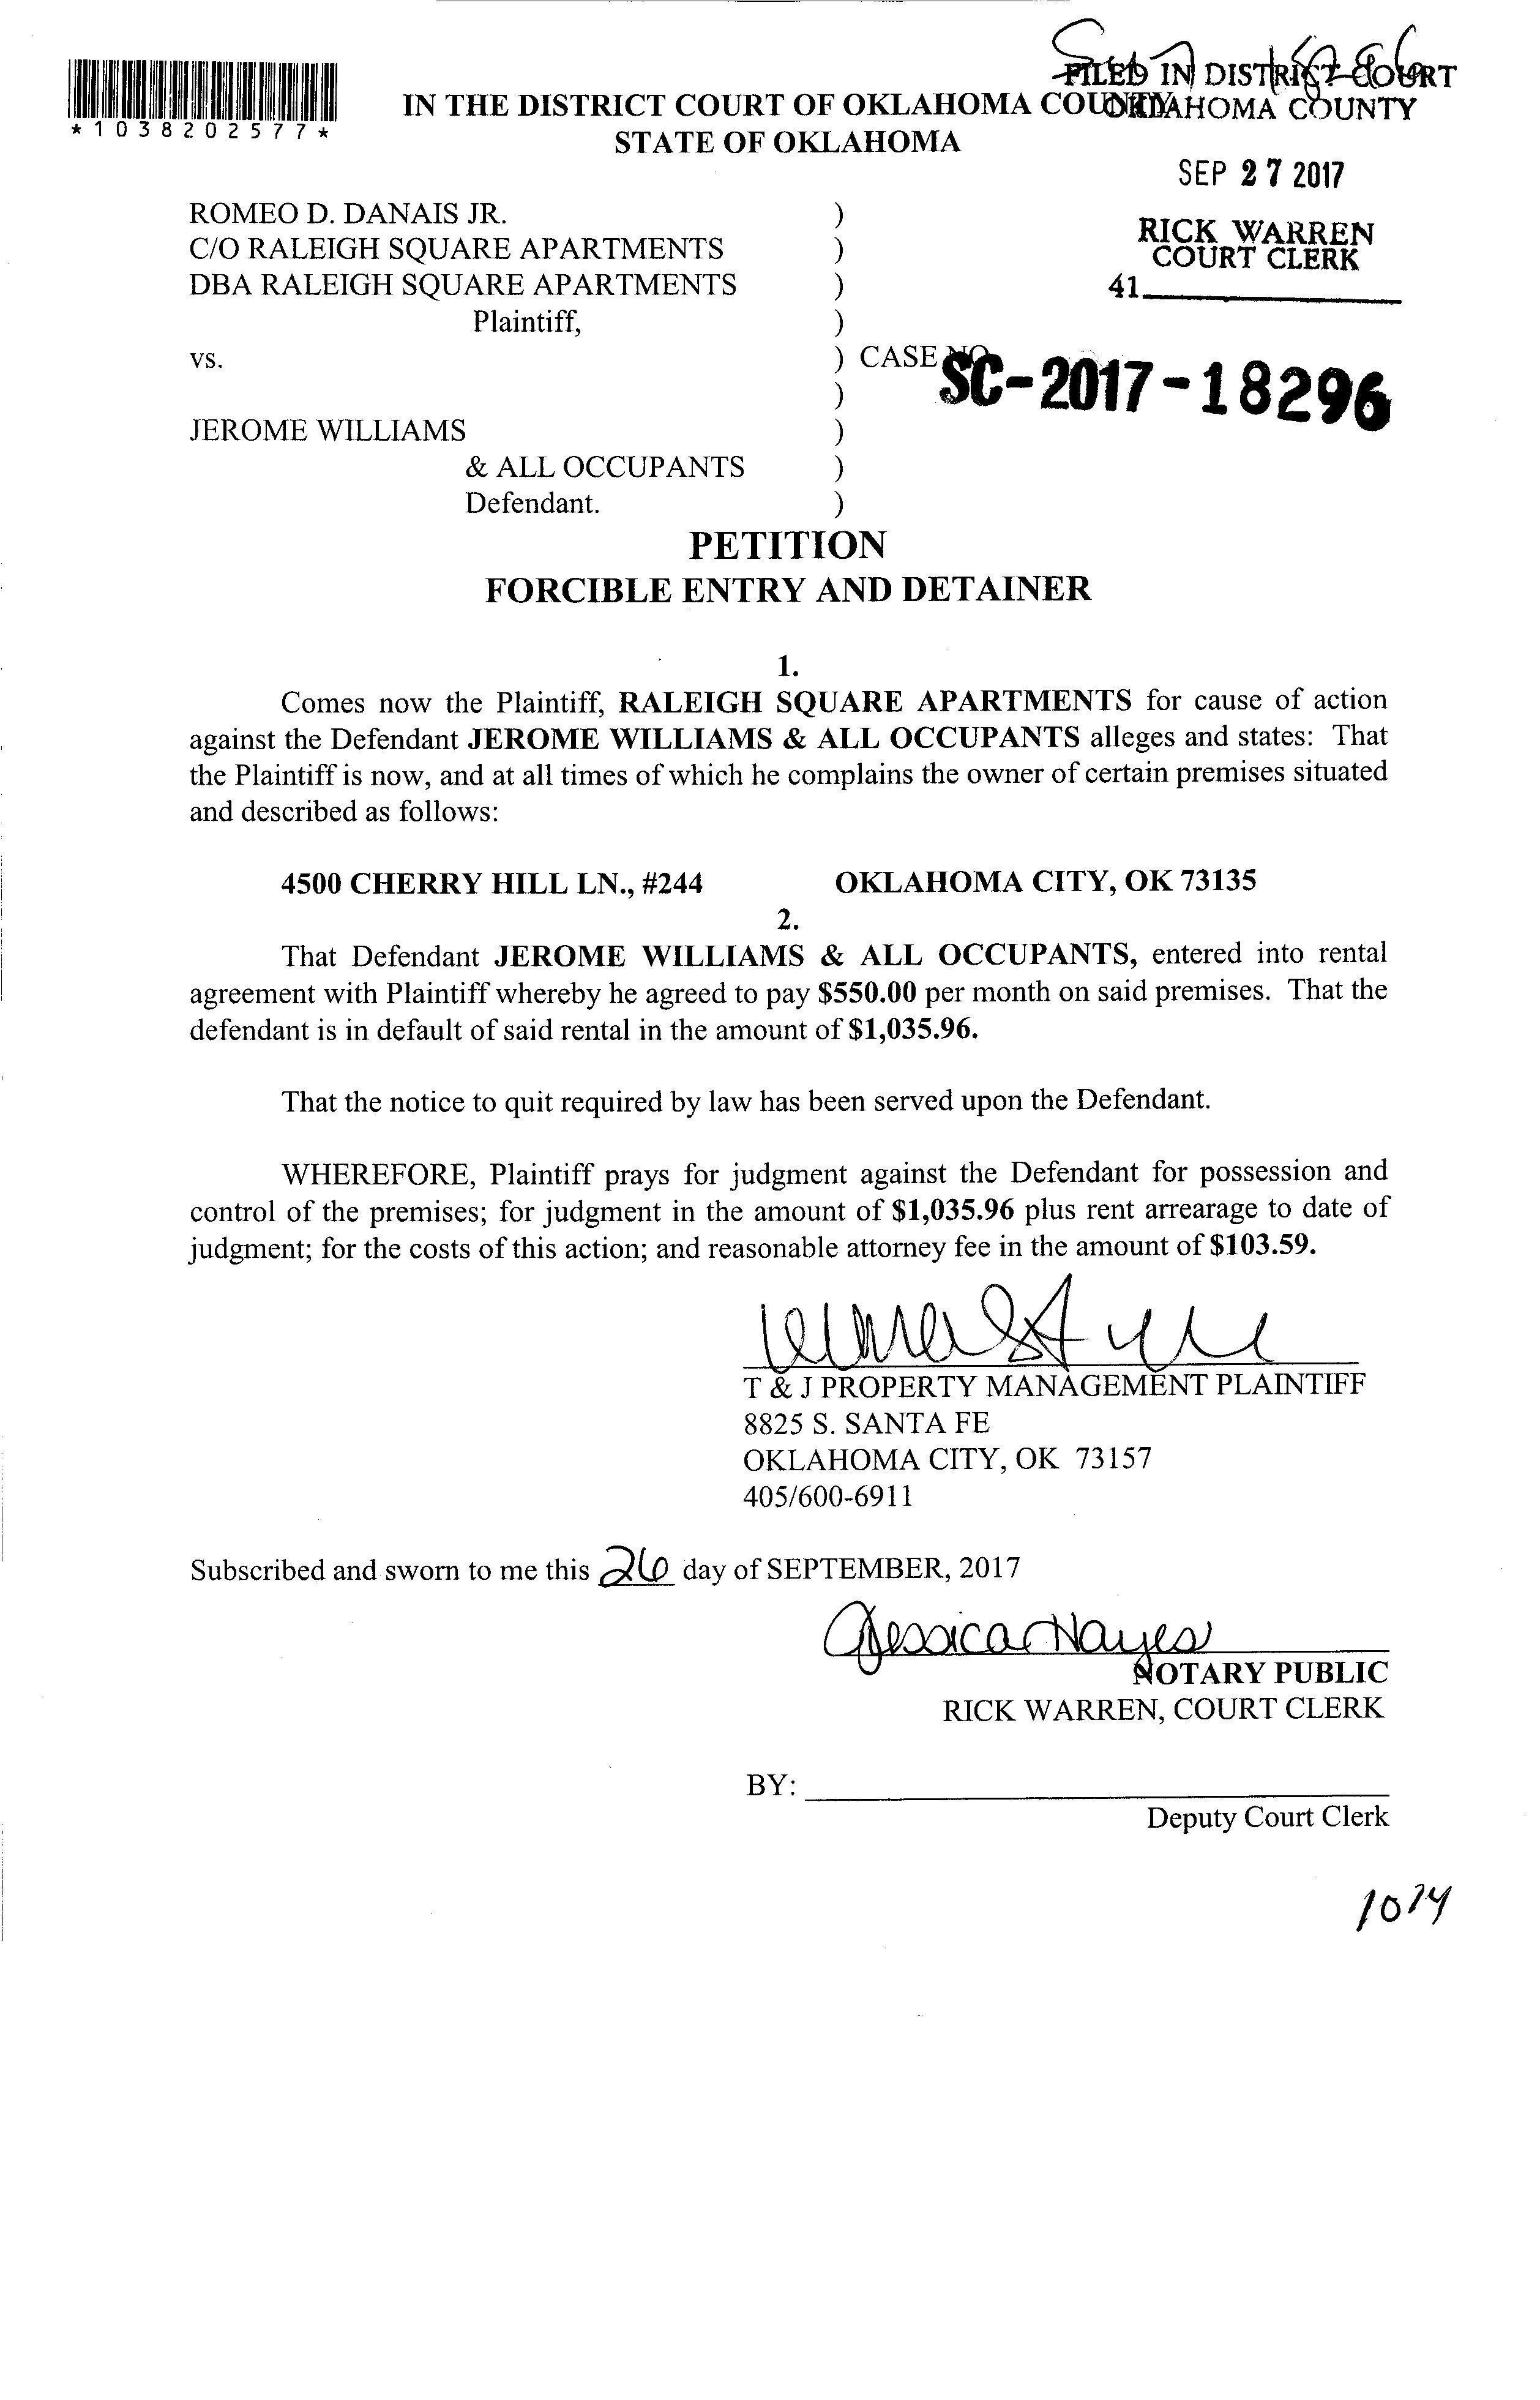 FILED IN DISTRICT COURT
OKLAHOMA COUNTY
*1038202577*
IN THE DISTRICT COURT OF OKLAHOMA COUNTY
STATE OF OKLAHOMA
SEP 27 2017
RICK WARREN
COURT CLERK
41
ROMEO D. DANAIS JR. )
C/O RALEIGH SQUARE APARTMENTS )
DBA RALEIGH SQUARE APARTMENTS )
Plaintiff, )
vs. ) CASE NO.
SC-2017-18296
)
JEROME WILLIAMS )
& ALL OCCUPANTS )
Defendant. )
PETITION
FORCIBLE ENTRY AND DETAINER
1.
Comes now the Plaintiff, RALEIGH SQUARE APARTMENTS for cause of action
against the Defendant JEROME WILLIAMS & ALL OCCUPANTS alleges and states: That
the Plaintiff is now, and at all times of which he complains the owner of certain premises situated
and described as follows:
4500 CHERRY HILL LN., #244 OKLAHOMA CITY, OK 73135
2.
That Defendant JEROME WILLIAMS & ALL OCCUPANTS, entered into rental
agreement with Plaintiff whereby he agreed to pay $550.00 per month on said premises. That the
defendant is in default of said rental in the amount of $1,035.96.
That the notice to quit required by law has been served upon the Defendant.
WHEREFORE, Plaintiff prays for judgment against the Defendant for possession and
control of the premises; for judgment in the amount of $1,035.96 plus rent arrearage to date of
judgment; for the costs of this action; and reasonable attorney fee in the amount of $103.59.
T & J PROPERTY MANAGEMENT PLAINTIFF
8825 S. SANTA FE
OKLAHOMA CITY, OK 73157
405/600-6911
Subscribed and sworn to me this 26 day of SEPTEMBER, 2017
Jessica Hayes
NOTARY PUBLIC
RICK WARREN, COURT CLERK
BY:
Deputy Court Clerk